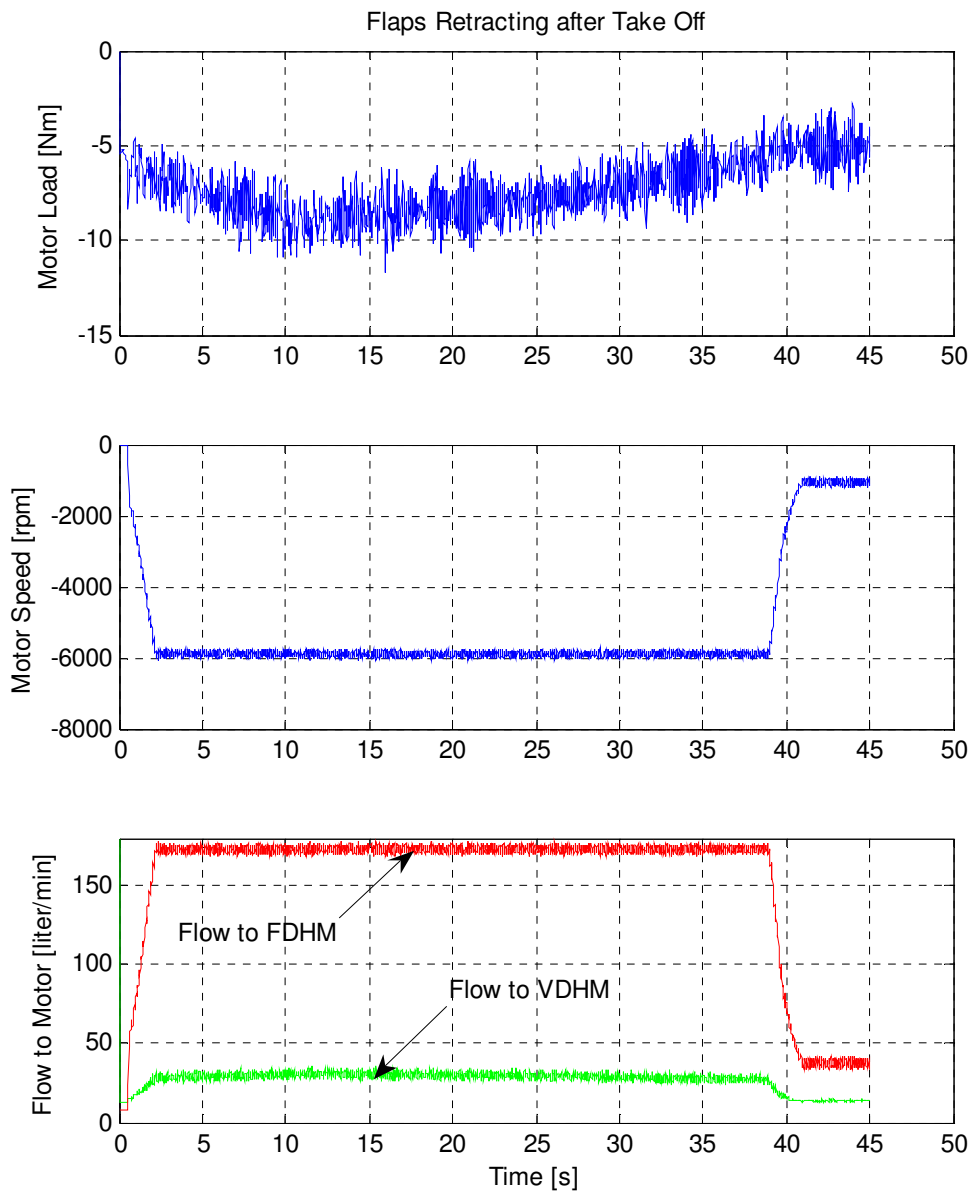 Flaps Retracting after Take Off
0
-5
-10
-15
Motor Load [Nm]
0 5 10 15 20 25 30 35 40 45 50
0
-2000
-4000
-6000
-8000
Motor Speed [rpm]
0 5 10 15 20 25 30 35 40 45 50
150
100
50
0
Flow to Motor [liter/min]
Flow to FDHM
Flow to VDHM
0 5 10 15 20 25 30 35 40 45 50
Time [s]